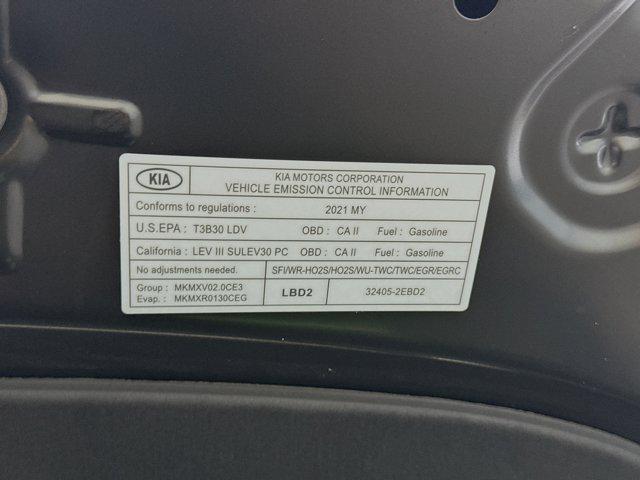 KIA
KIA MOTORS CORPORATION
VEHICLE EMISSION CONTROL INFORMATION
Conforms to regulations : 2021 MY
U.S.EPA : T3B30 LDV OBD : CA II Fuel : Gasoline
California : LEV III SULEV30 PC OBD : CA II Fuel : Gasoline
No adjustments needed. SFI/WR-HO2S/HO2S/WU-TWC/TWC/EGR/EGRC
Group : MKMXV02.0CE3
Evap. : MKMXR0130CEG
LBD2
32405-2EBD2